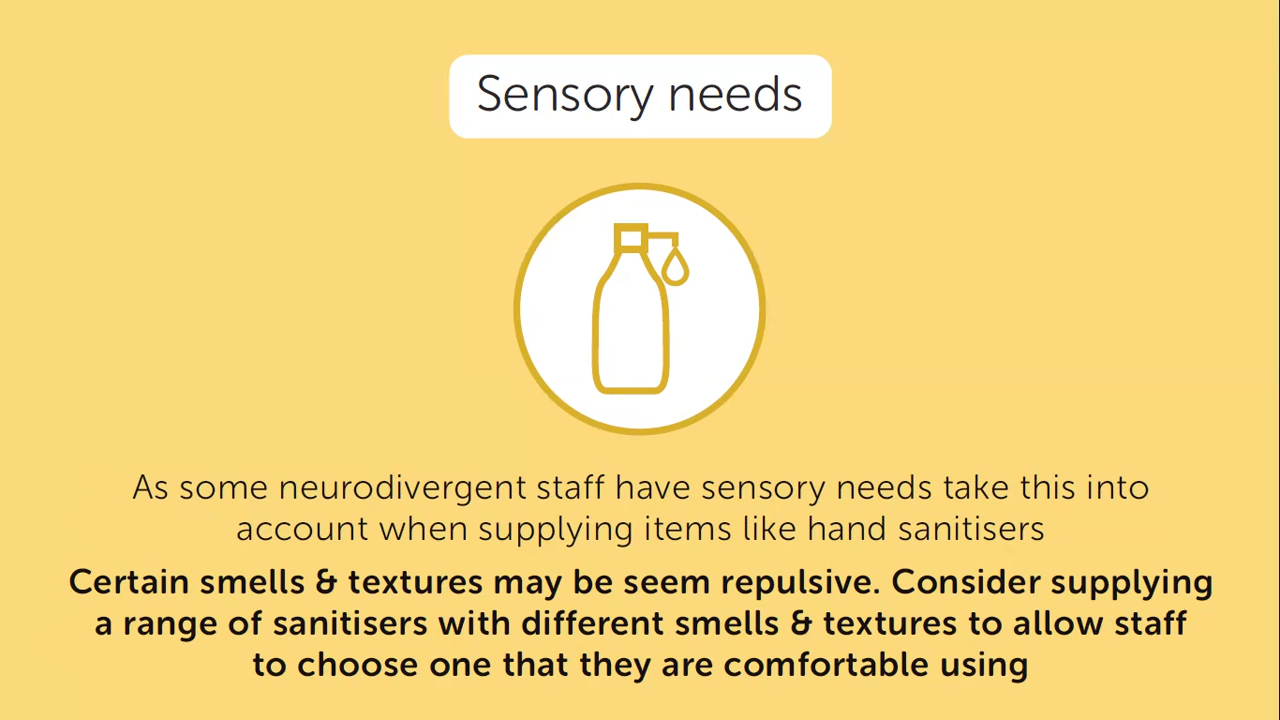 Sensory needs
As some neurodivergent staff have sensory needs take this into
account when supplying items like hand sanitisers
Certain smells & textures may be seem repulsive. Consider supplying
a range of sanitisers with different smells & textures to allow staff
to choose one that they are comfortable using